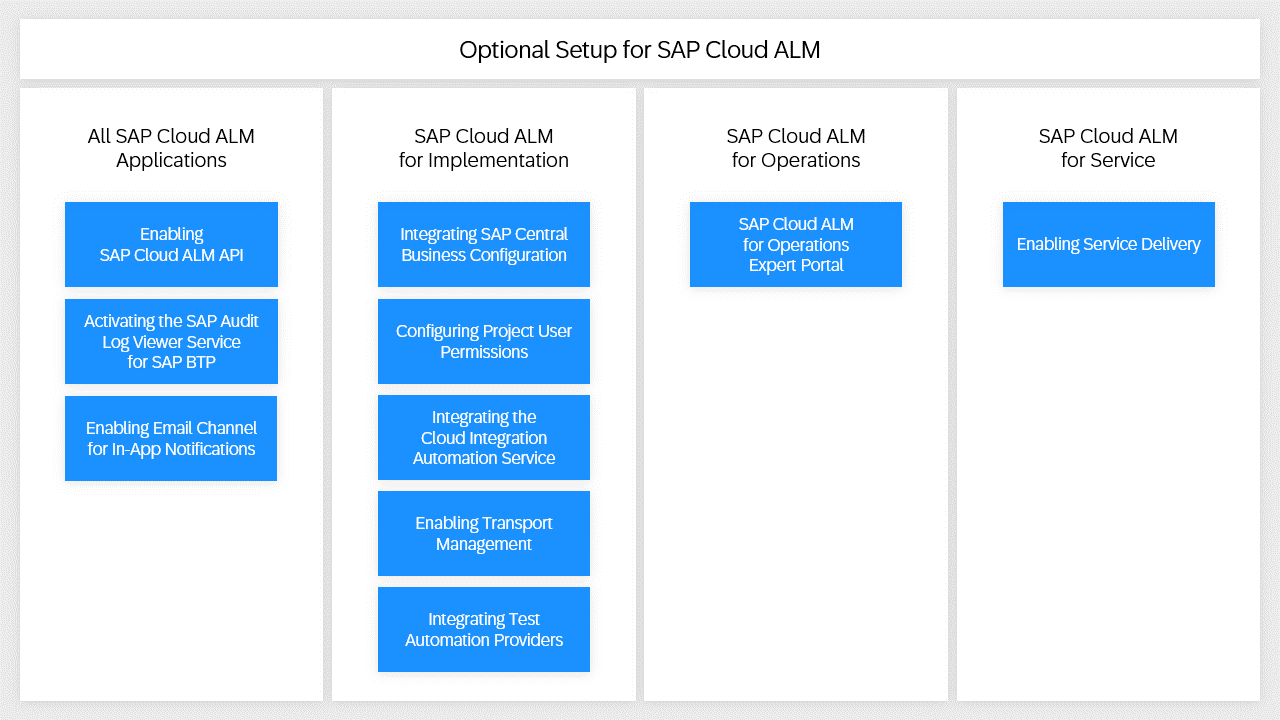 Optional Setup for SAP Cloud ALM
All SAP Cloud ALM
Applications
Enabling
SAP Cloud ALM API
Activating the SAP Audit
Log Viewer Service
for SAP BTP
Enabling Email Channel
for In-App Notifications
SAP Cloud ALM
for Implementation
Integrating SAP Central
Business Configuration
Configuring Project User
Permissions
Integrating the
Cloud Integration
Automation Service
Enabling Transport
Management
Integrating Test
Automation Providers
SAP Cloud ALM
for Operations
SAP Cloud ALM
for Operations
Expert Portal
SAP Cloud ALM
for Service
Enabling Service Delivery